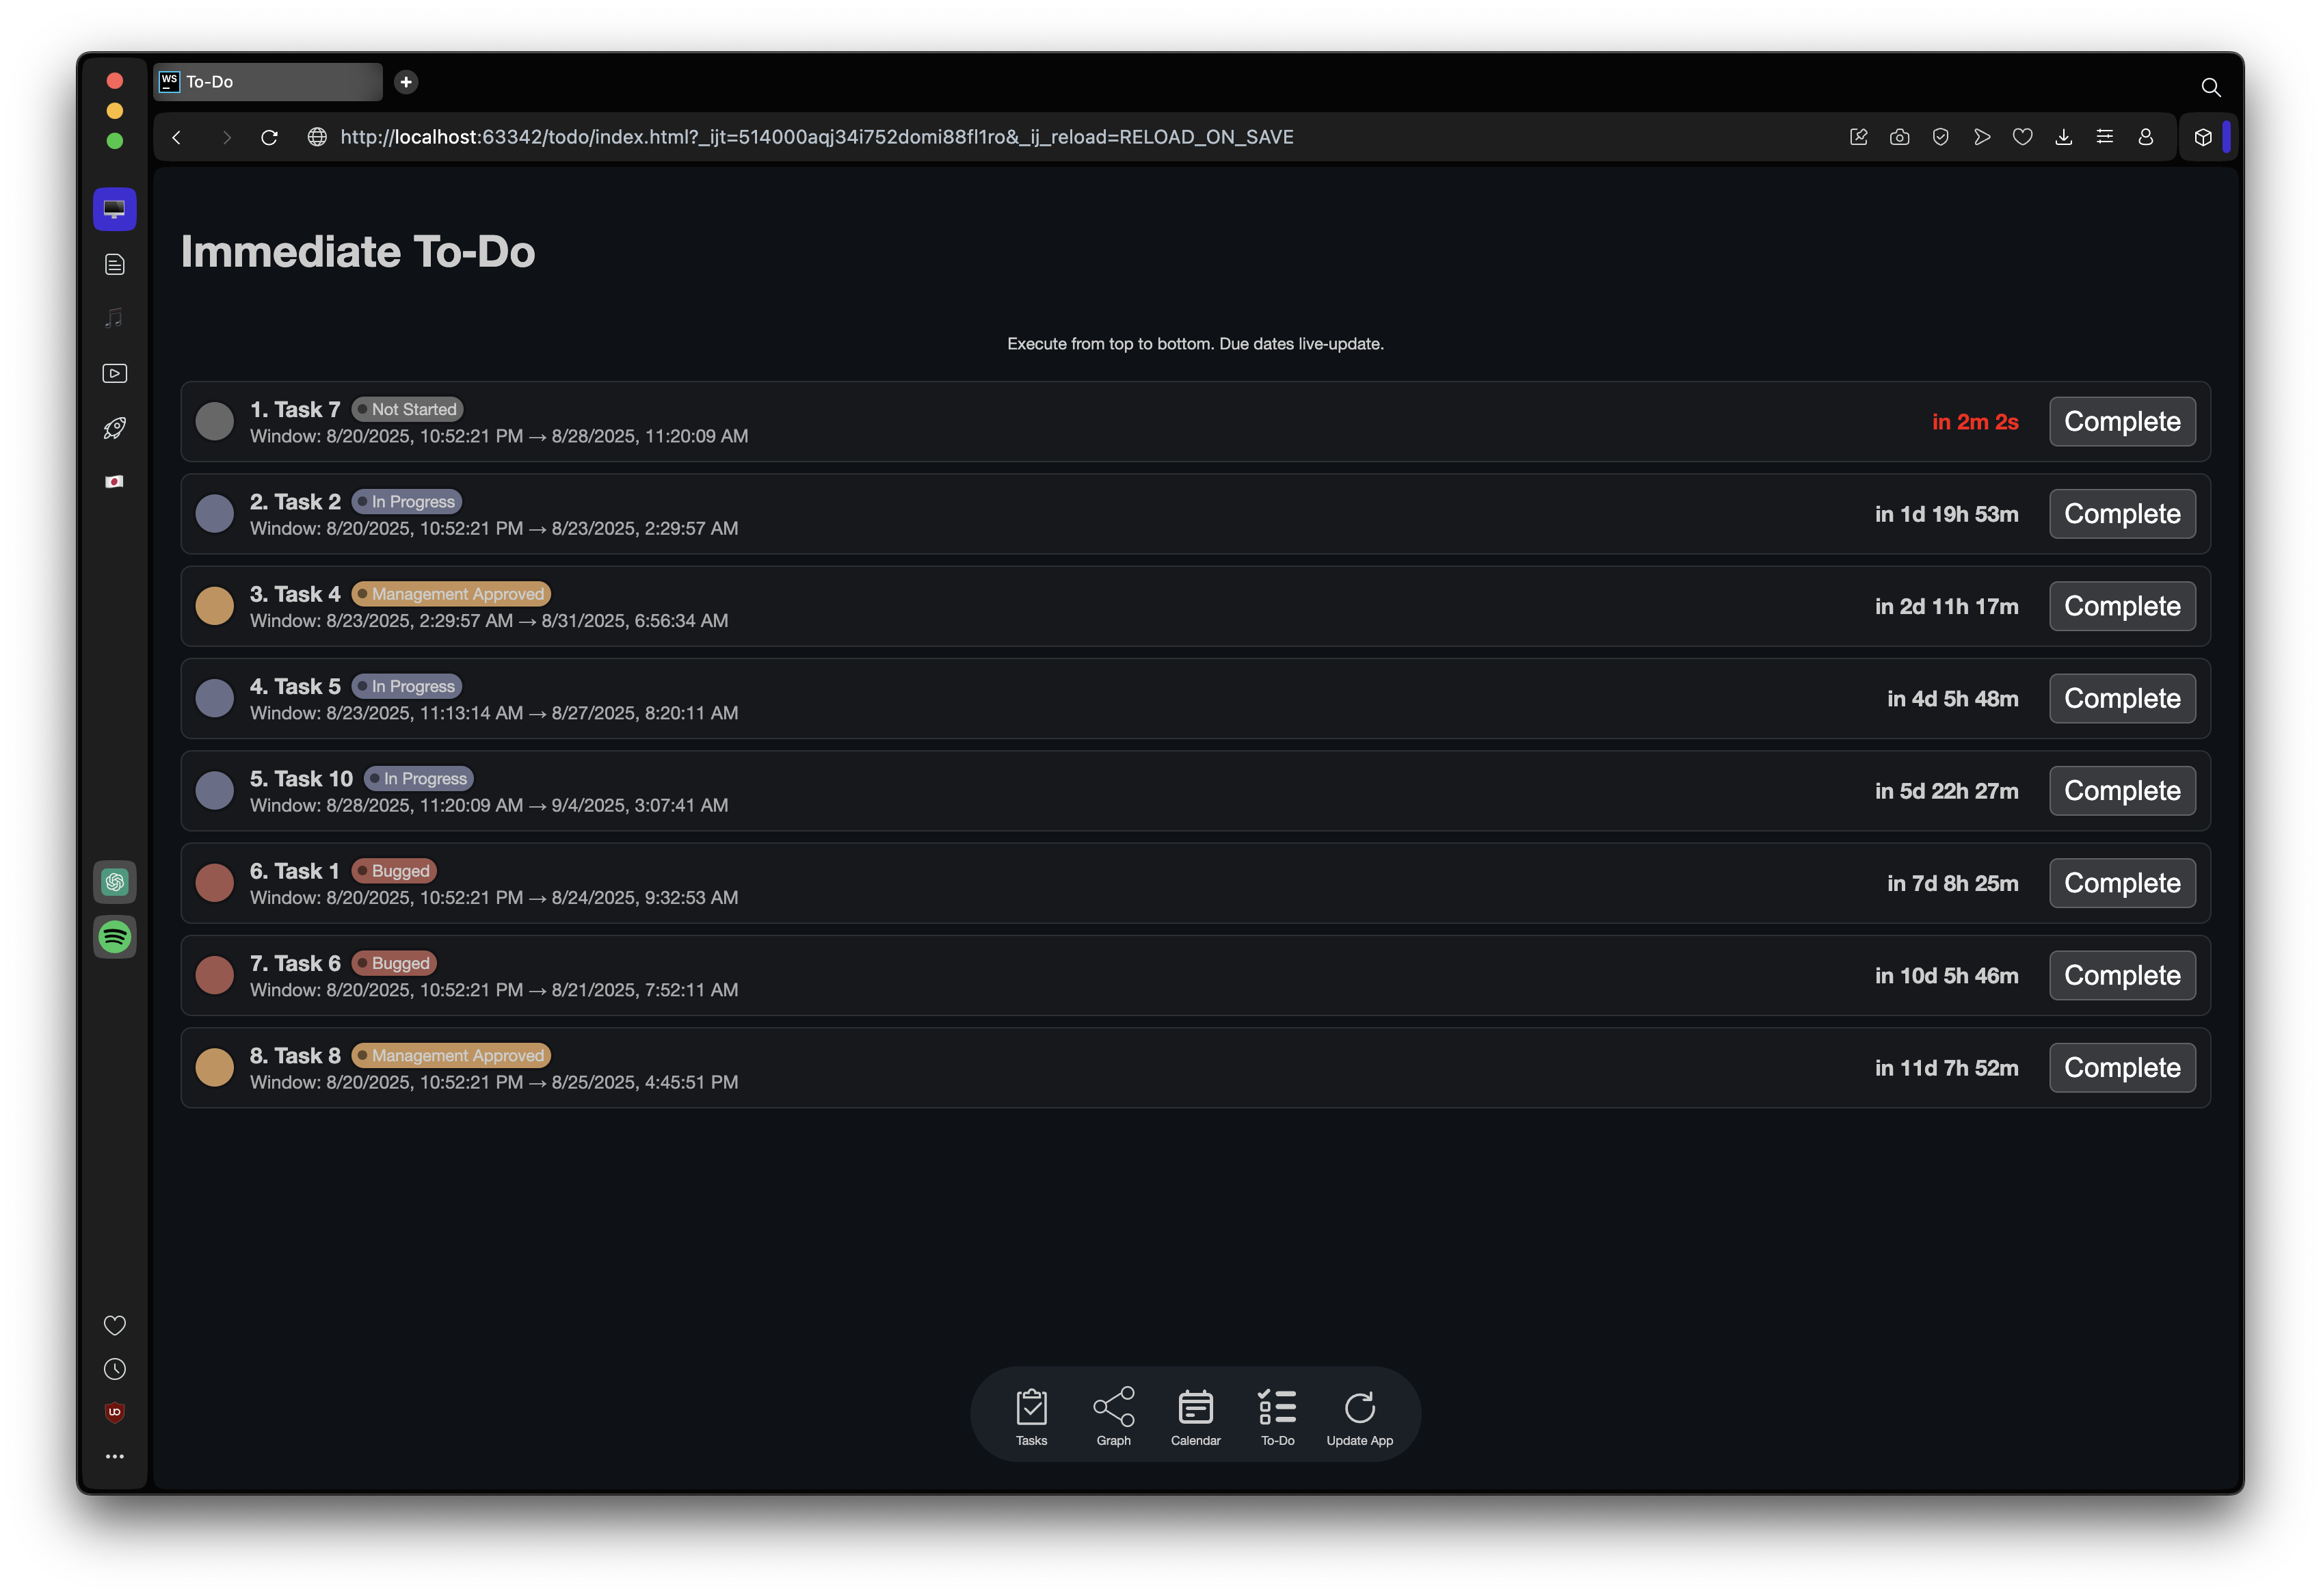 WS To-Do
http://localhost:63342/todo/index.html?_ijt=514000aqj34i752domi88fl1ro&_ij_reload=RELOAD_ON_SAVE
Immediate To-Do
Execute from top to bottom. Due dates live-update.
1. Task 7 Not Started
Window: 8/20/2025, 10:52:21 PM → 8/28/2025, 11:20:09 AM
in 2m 2s Complete
2. Task 2 In Progress
Window: 8/20/2025, 10:52:21 PM → 8/23/2025, 2:29:57 AM
in 1d 19h 53m Complete
3. Task 4 Management Approved
Window: 8/23/2025, 2:29:57 AM → 8/31/2025, 6:56:34 AM
in 2d 11h 17m Complete
4. Task 5 In Progress
Window: 8/23/2025, 11:13:14 AM → 8/27/2025, 8:20:11 AM
in 4d 5h 48m Complete
5. Task 10 In Progress
Window: 8/28/2025, 11:20:09 AM → 9/4/2025, 3:07:41 AM
in 5d 22h 27m Complete
6. Task 1 Bugged
Window: 8/20/2025, 10:52:21 PM → 8/24/2025, 9:32:53 AM
in 7d 8h 25m Complete
7. Task 6 Bugged
Window: 8/20/2025, 10:52:21 PM → 8/21/2025, 7:52:11 AM
in 10d 5h 46m Complete
8. Task 8 Management Approved
Window: 8/20/2025, 10:52:21 PM → 8/25/2025, 4:45:51 PM
in 11d 7h 52m Complete
Tasks Graph Calendar To-Do Update App